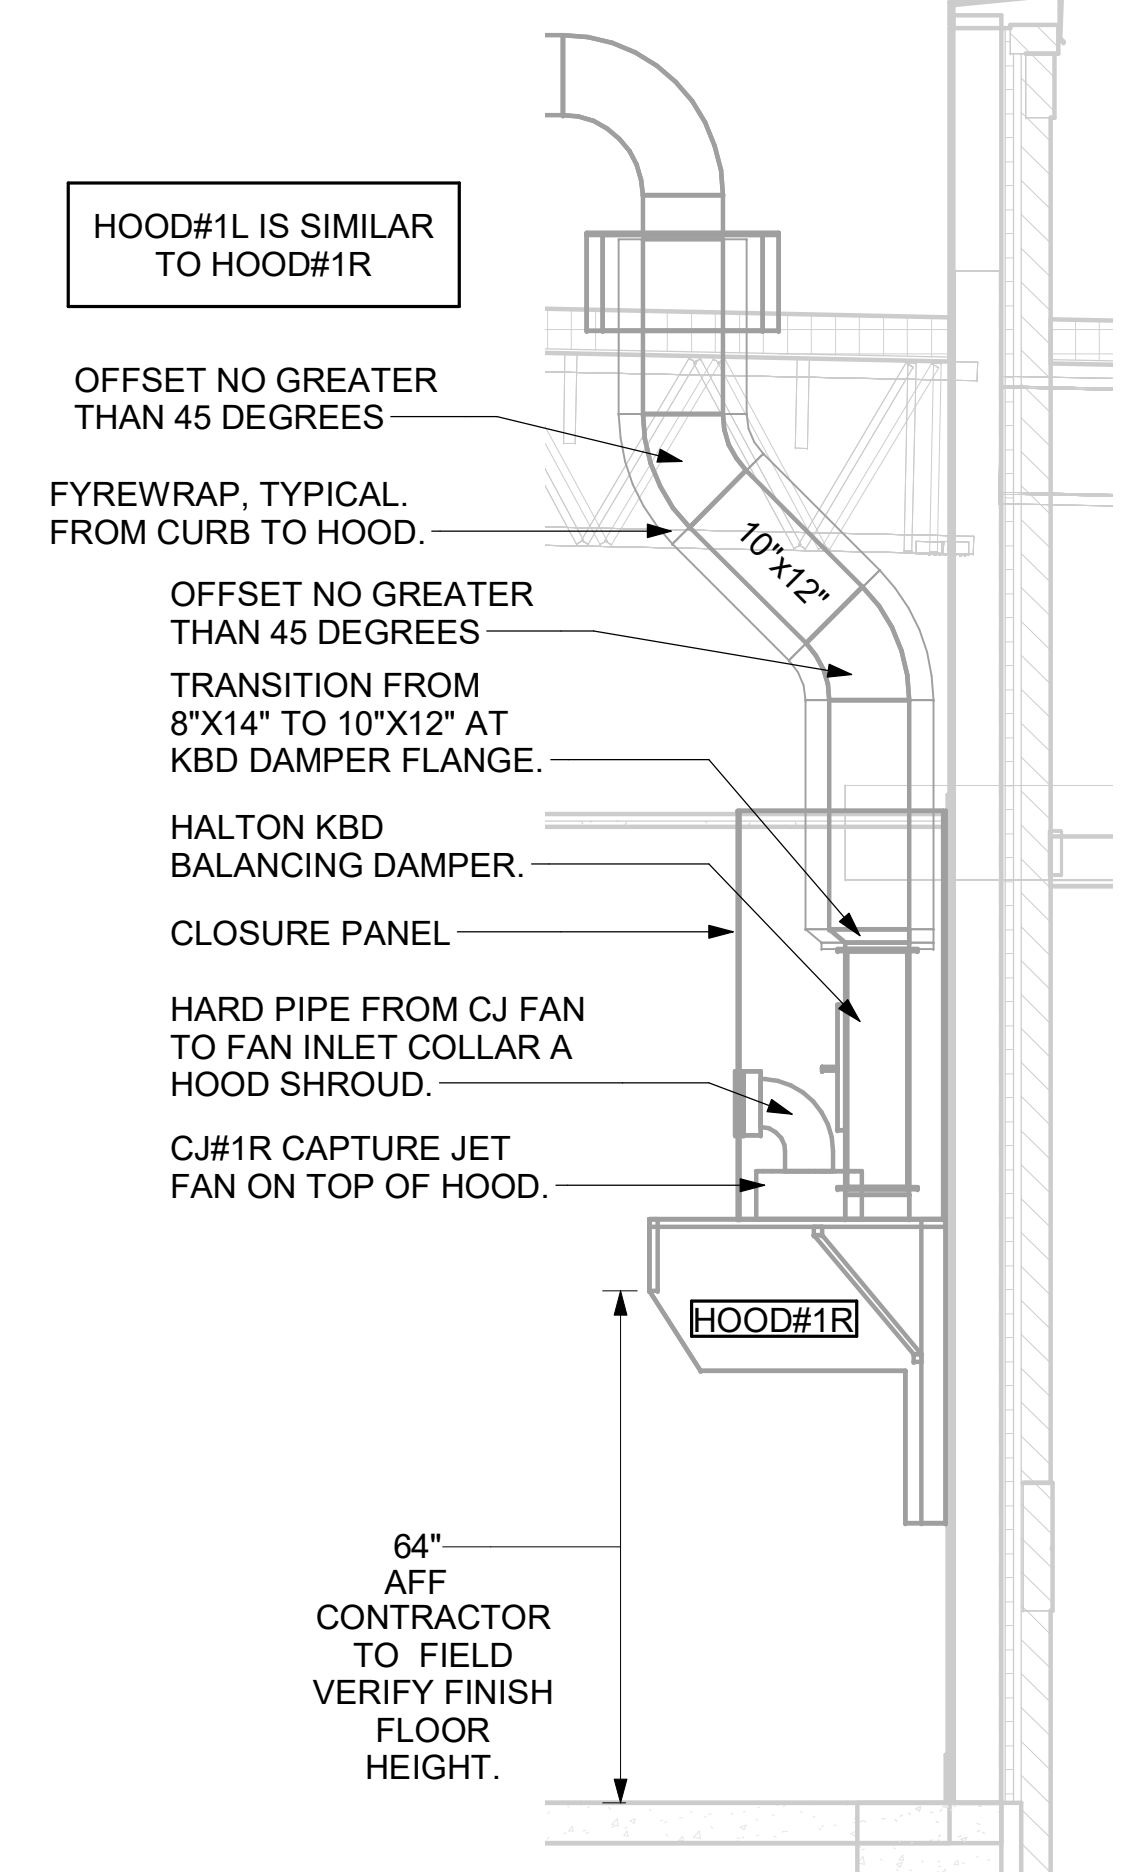 HOOD#1L IS SIMILAR
TO HOOD#1R
OFFSET NO GREATER
THAN 45 DEGREES
FYREWRAP, TYPICAL.
FROM CURB TO HOOD.
10"x12"
OFFSET NO GREATER
THAN 45 DEGREES
TRANSITION FROM
8"X14" TO 10"X12" AT
KBD DAMPER FLANGE.
HALTON KBD
BALANCING DAMPER.
CLOSURE PANEL
HARD PIPE FROM CJ FAN
TO FAN INLET COLLAR A
HOOD SHROUD.
CJ#1R CAPTURE JET
FAN ON TOP OF HOOD.
HOOD#1R
64"
AFF
CONTRACTOR
TO FIELD
VERIFY FINISH
FLOOR
HEIGHT.